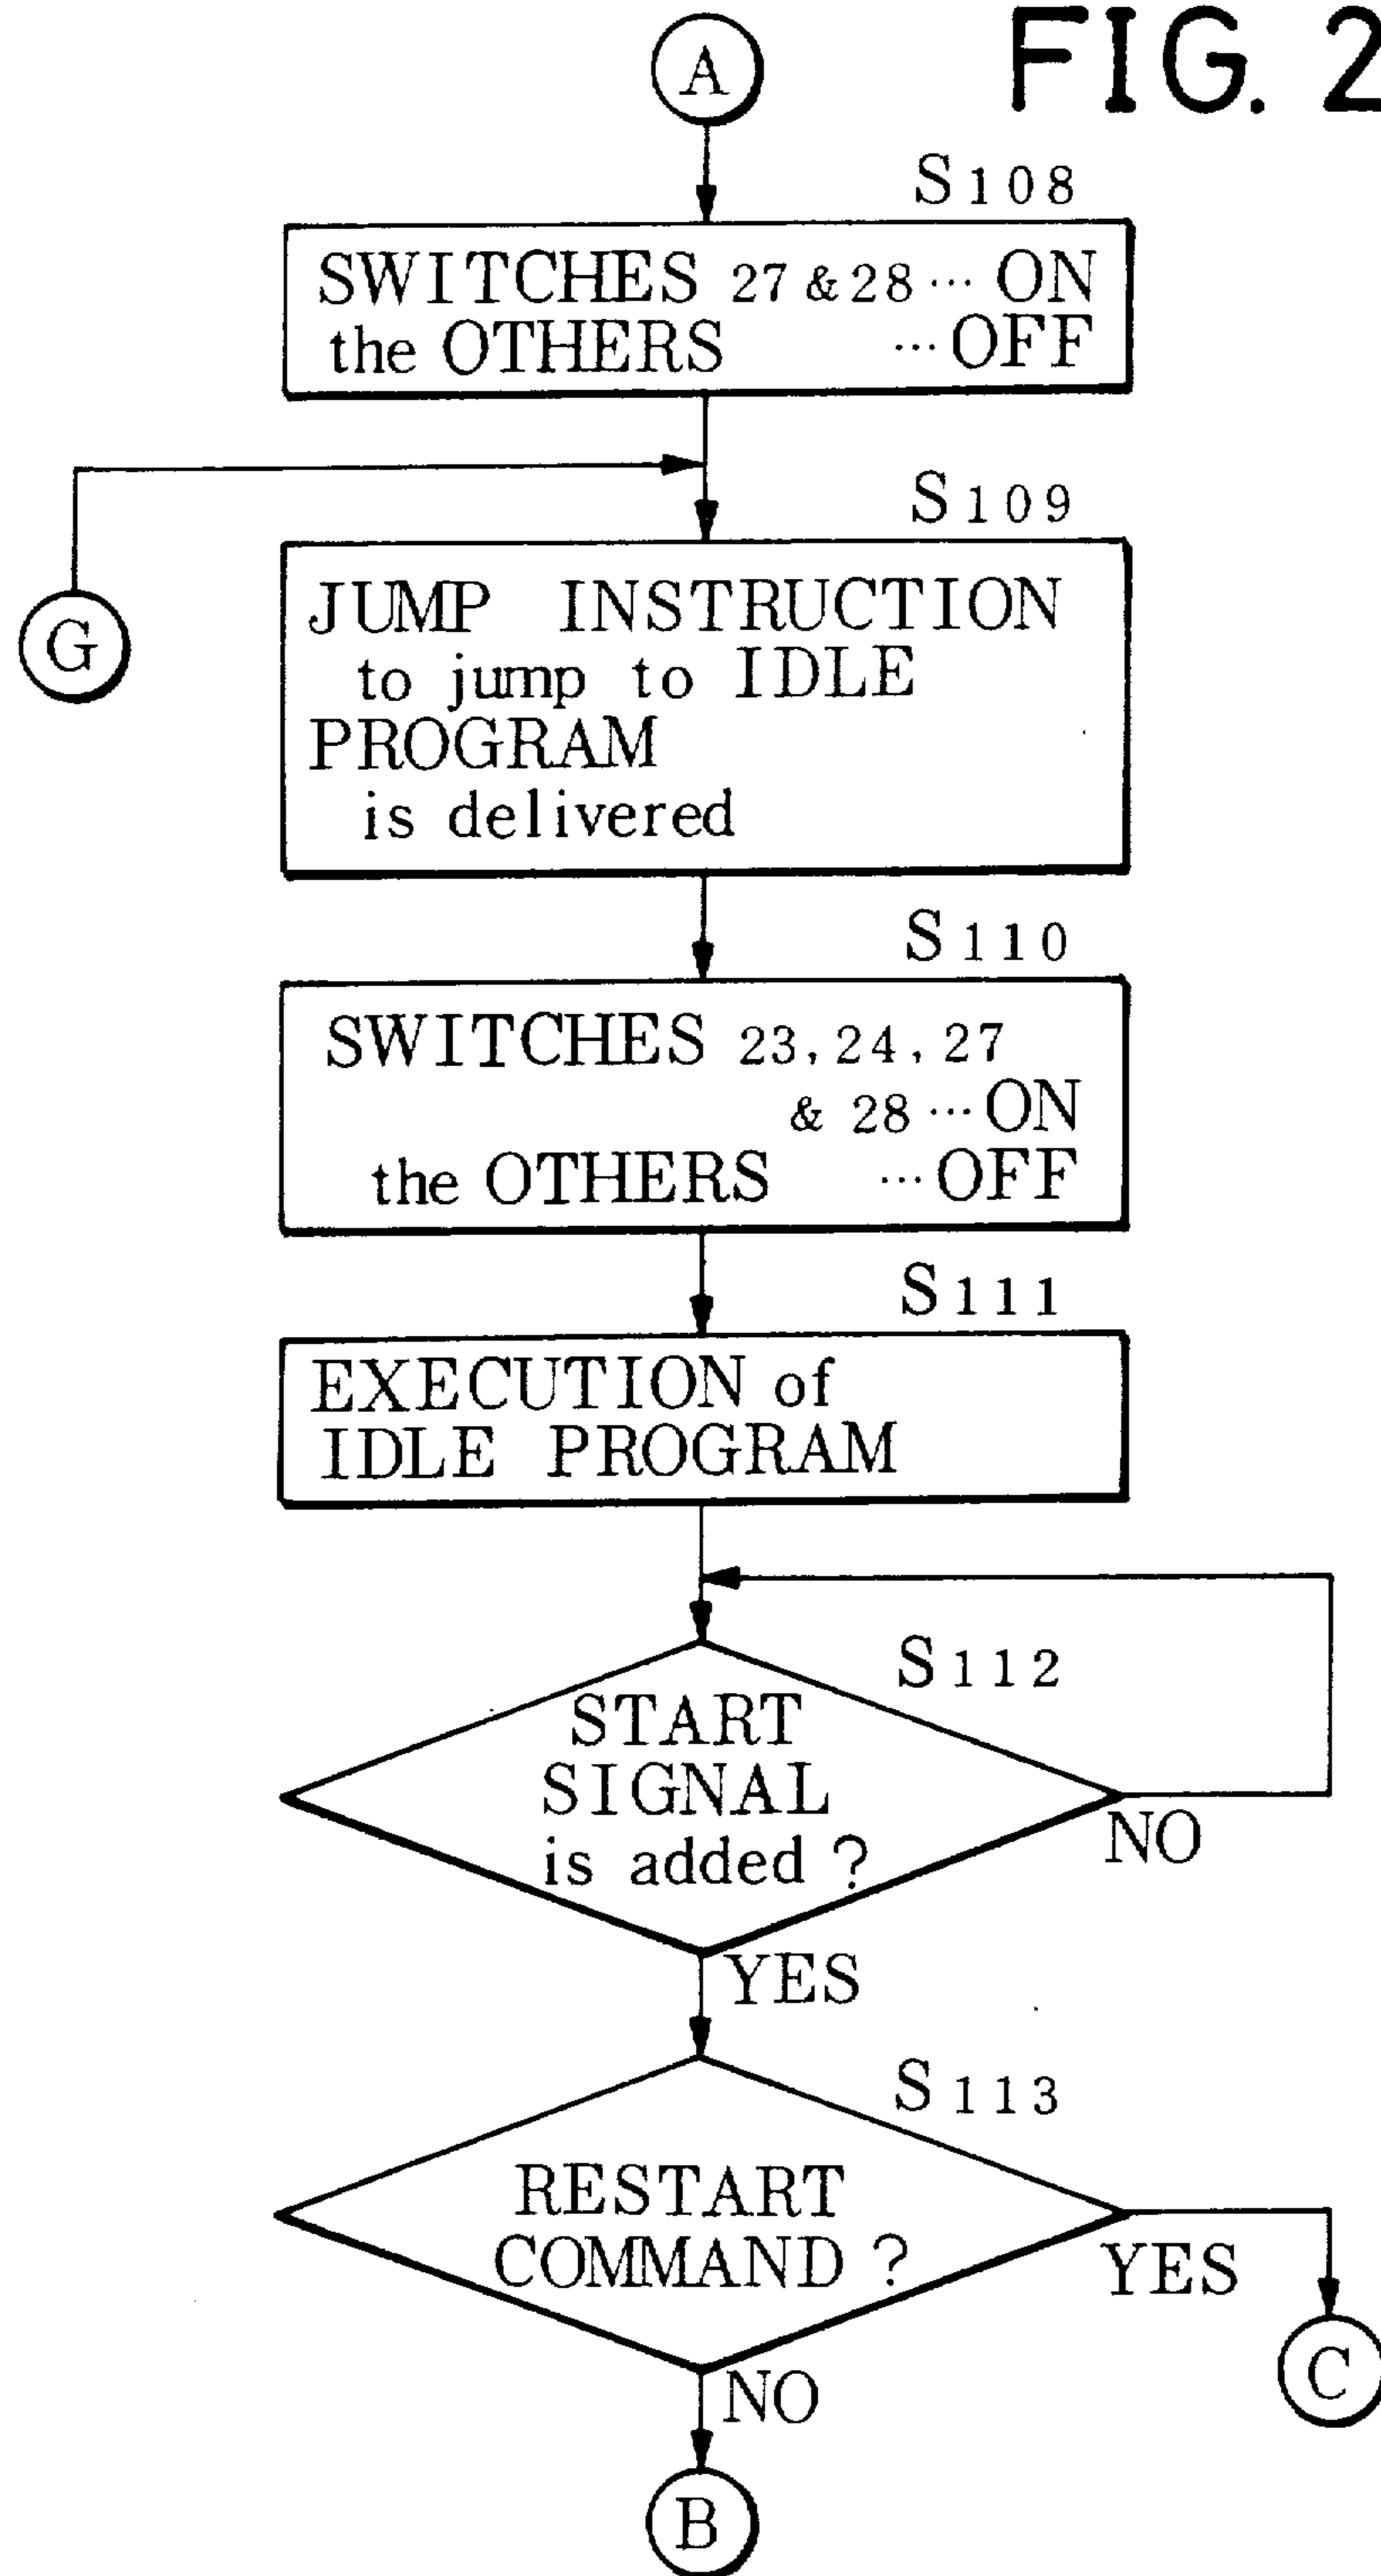 FIG. 2
A
S108
SWITCHES 27 & 28 ··· ON
the OTHERS ··· OFF
S109
G
JUMP INSTRUCTION
to jump to IDLE
PROGRAM
is delivered
S110
SWITCHES 23, 24, 27
& 28 ··· ON
the OTHERS ··· OFF
S111
EXECUTION of
IDLE PROGRAM
S112
START
SIGNAL
is added ?
NO
YES
S113
RESTART
COMMAND ?
YES
C
NO
B